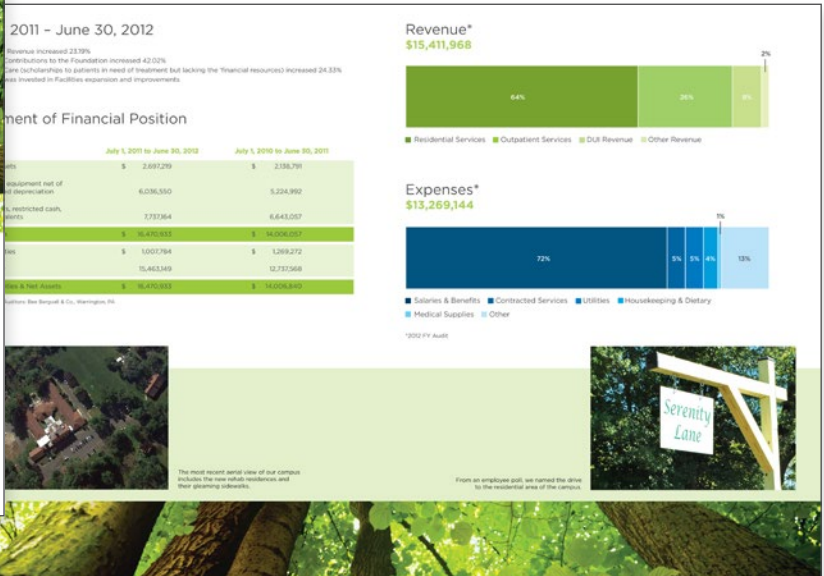 2011 – June 30, 2012
Revenue increased 23.19%
Contributions to the Foundation increased 42.02%
Care (scholarships to patients in need of treatment but lacking the financial resources) increased 24.33%
was invested in Facilities expansion and improvements
ment of Financial Position
July 1, 2011 to June 30, 2012 July 1, 2010 to June 30, 2011
ets $ 2,697,219 $ 2,138,791
equipment net of
ed depreciation 6,036,550 5,224,992
s, restricted cash,
alents 7,737,164 6,643,057
$ 16,470,933 $ 14,006,057
ties $ 1,007,784 $ 1,269,272
15,463,149 12,737,568
ties & Net Assets $ 16,470,933 $ 14,006,840
Revenue*
$15,411,968
2%
64% 26% 8%
Residential Services Outpatient Services DUI Revenue Other Revenue
Expenses*
$13,269,144
1%
72% 5% 5% 4% 13%
Salaries & Benefits Contracted Services Utilities Housekeeping & Dietary
Medical Supplies Other
*2012 FY Audit
The most recent aerial view of our campus
includes the new rehab residences and
their gleaming sidewalks.
From an employee poll, we named the drive
to the residential area of the campus.
Serenity
Lane